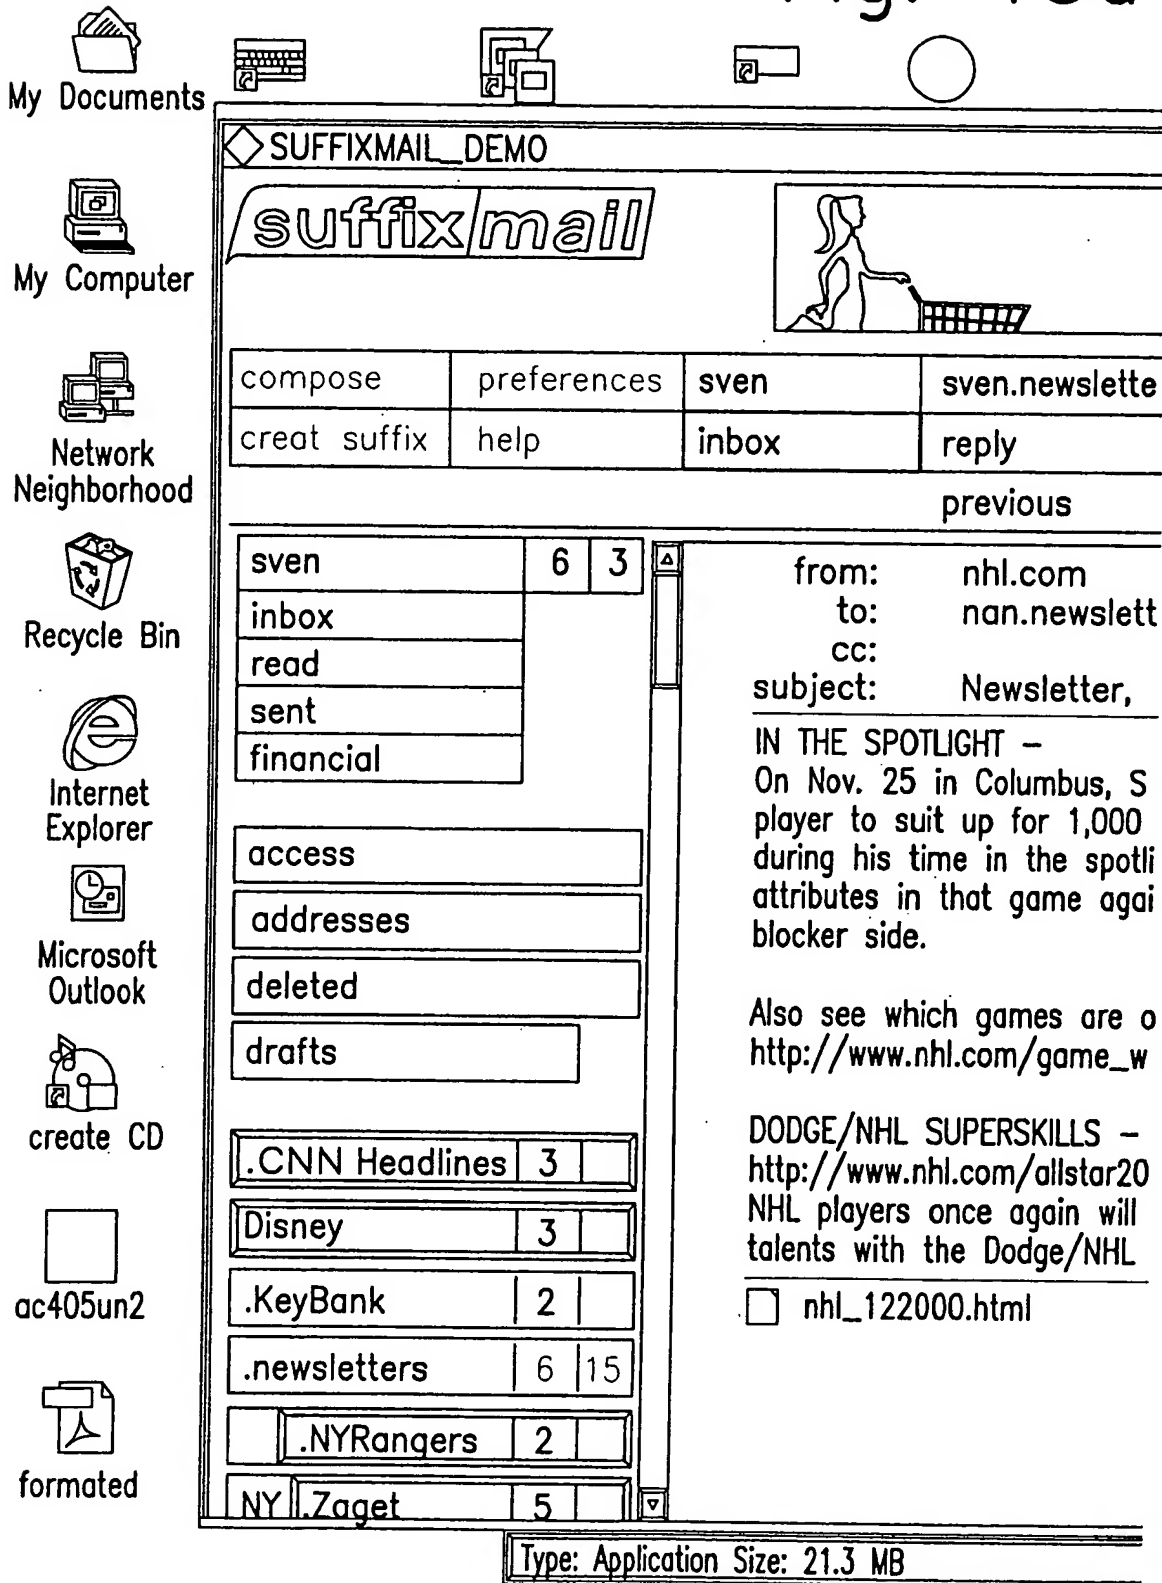 My Documents
My Computer
Network
Neighborhood
Recycle Bin
Internet
Explorer
Microsoft
Outlook
create CD
ac405un2
formated
SUFFIXMAIL_DEMO
suffix/mail
compose preferences sven sven.newslette
creat suffix help inbox reply
previous
sven 6 3
inbox
read
sent
financial
access
addresses
deleted
drafts
.CNN Headlines 3
Disney 3
.KeyBank 2
.newsletters 6 15
.NYRangers 2
NY .Zaget 5
from: nhl.com
to: nan.newslett
cc:
subject: Newsletter,
IN THE SPOTLIGHT –
On Nov. 25 in Columbus, S
player to suit up for 1,000
during his time in the spotli
attributes in that game agai
blocker side.
Also see which games are o
http://www.nhl.com/game_w
DODGE/NHL SUPERSKILLS –
http://www.nhl.com/allstar20
NHL players once again will
talents with the Dodge/NHL
nhl_122000.html
Type: Application Size: 21.3 MB